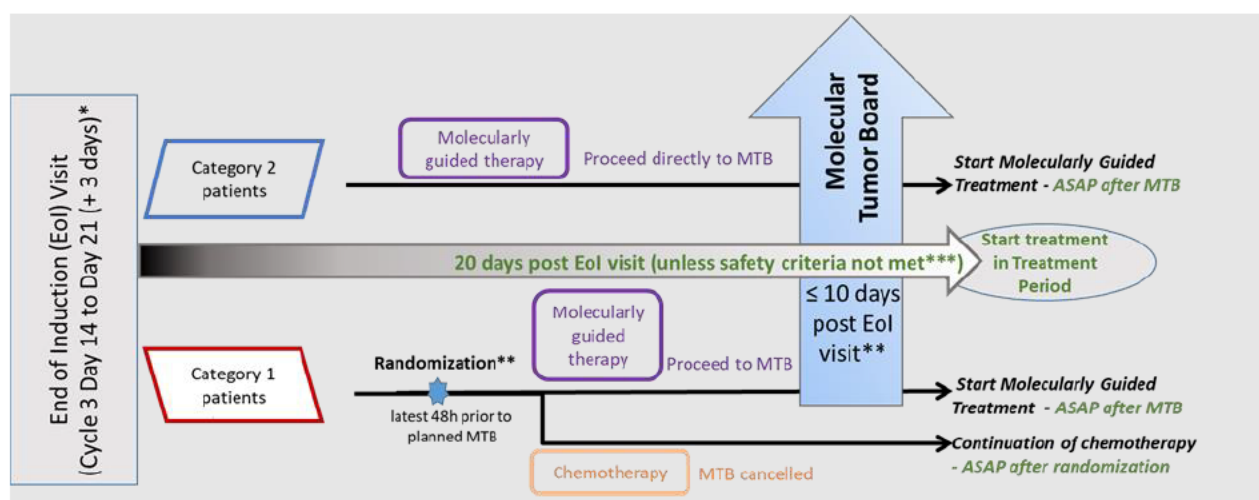 End of Induction (EoI) Visit
(Cycle 3 Day 14 to Day 21 (+ 3 days)*
Category 2
patients
Molecularly
guided therapy
Proceed directly to MTB
Molecular
Tumor Board
Start Molecularly Guided
Treatment - ASAP after MTB
20 days post EoI visit (unless safety criteria not met***)
Start treatment
in Treatment
Period
≤ 10 days
post EoI
visit**
Category 1
patients
Randomization**
latest 48h prior to
planned MTB
Molecularly
guided
therapy
Proceed to MTB
Start Molecularly Guided
Treatment - ASAP after MTB
Chemotherapy
MTB cancelled
Continuation of chemotherapy
- ASAP after randomization